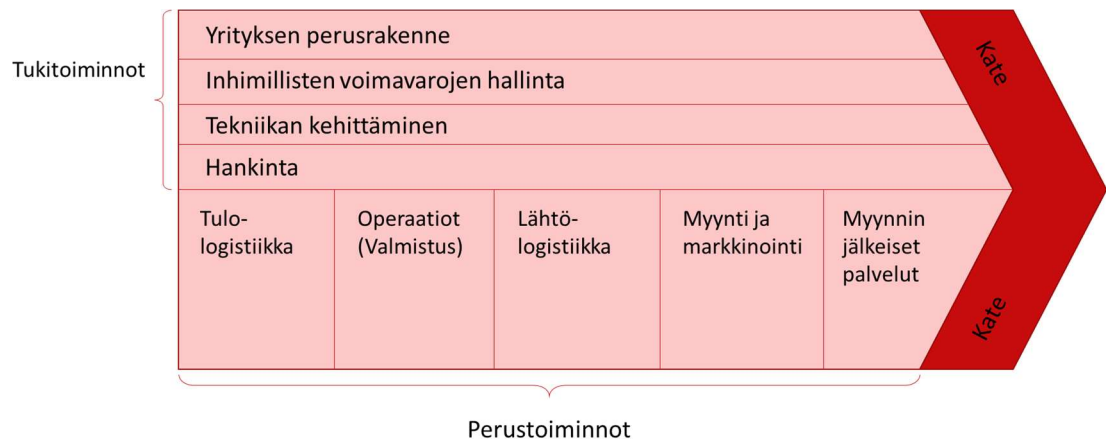 Tukitoiminnot
Yrityksen perusrakenne
Inhimillisten voimavarojen hallinta
Tekniikan kehittäminen
Hankinta
Kate
Tulo-
logistiikka
Operaatiot
(Valmistus)
Lähtö-
logistiikka
Myynti ja
markkinointi
Myynnin
jälkeiset
palvelut
Kate
Perustoiminnot